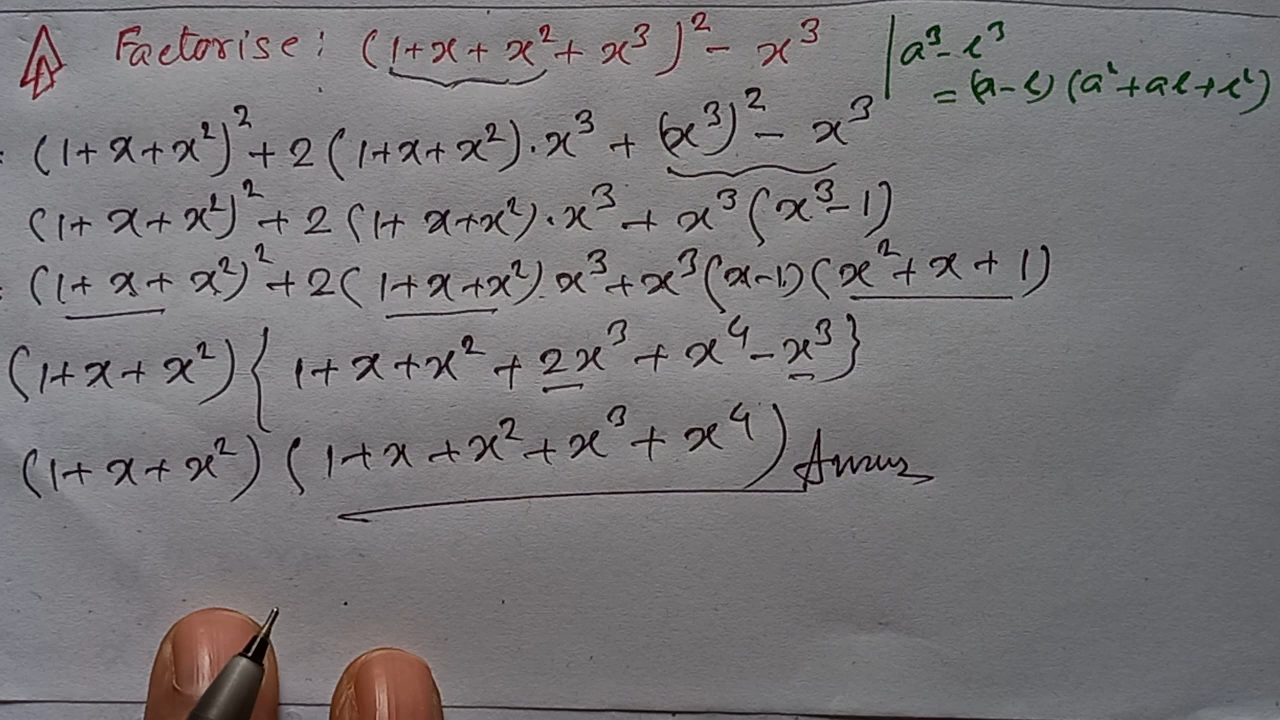 Factorise: (1+x+x²+x³)² - x³
a³-b³
= (a-b)(a²+ab+b²)
(1+x+x²)²+2(1+x+x²).x³+(x³)²-x³
(1+x+x²)²+2(1+x+x²).x³+x³(x³-1)
(1+x+x²)²+2(1+x+x²).x³+x³(x-1)(x²+x+1)
(1+x+x²){1+x+x²+2x³+x⁴-x³}
(1+x+x²)(1+x+x²+x³+x⁴)